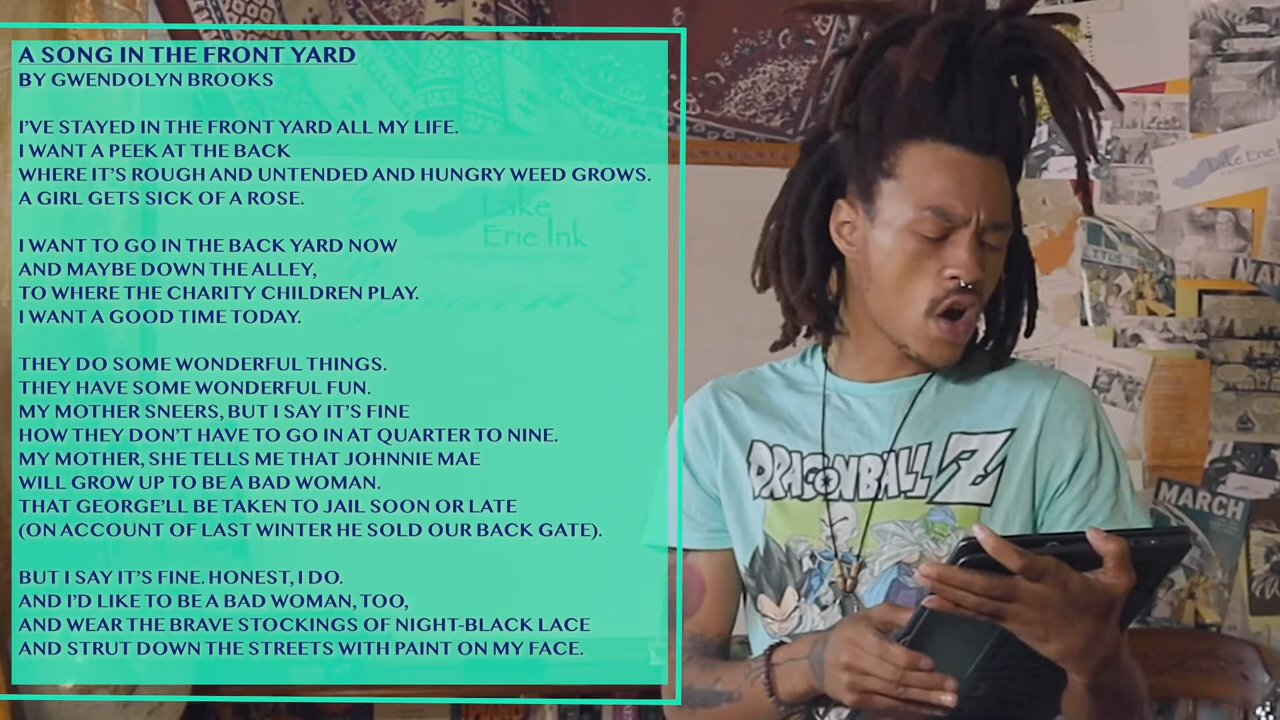 A SONG IN THE FRONT YARD
BY GWENDOLYN BROOKS
I'VE STAYED IN THE FRONT YARD ALL MY LIFE.
I WANT A PEEK AT THE BACK
WHERE IT'S ROUGH AND UNTENDED AND HUNGRY WEED GROWS.
A GIRL GETS SICK OF A ROSE.
I WANT TO GO IN THE BACK YARD NOW
AND MAYBE DOWN THE ALLEY,
TO WHERE THE CHARITY CHILDREN PLAY.
I WANT A GOOD TIME TODAY.
THEY DO SOME WONDERFUL THINGS.
THEY HAVE SOME WONDERFUL FUN.
MY MOTHER SNEERS, BUT I SAY IT'S FINE
HOW THEY DON'T HAVE TO GO IN AT QUARTER TO NINE.
MY MOTHER, SHE TELLS ME THAT JOHNNIE MAE
WILL GROW UP TO BE A BAD WOMAN.
THAT GEORGE'LL BE TAKEN TO JAIL SOON OR LATE
(ON ACCOUNT OF LAST WINTER HE SOLD OUR BACK GATE).
BUT I SAY IT'S FINE. HONEST, I DO.
AND I'D LIKE TO BE A BAD WOMAN, TOO,
AND WEAR THE BRAVE STOCKINGS OF NIGHT-BLACK LACE
AND STRUT DOWN THE STREETS WITH PAINT ON MY FACE.
Lake
Erie Ink
Lake Erie
DRAGONBALL Z
MARCH